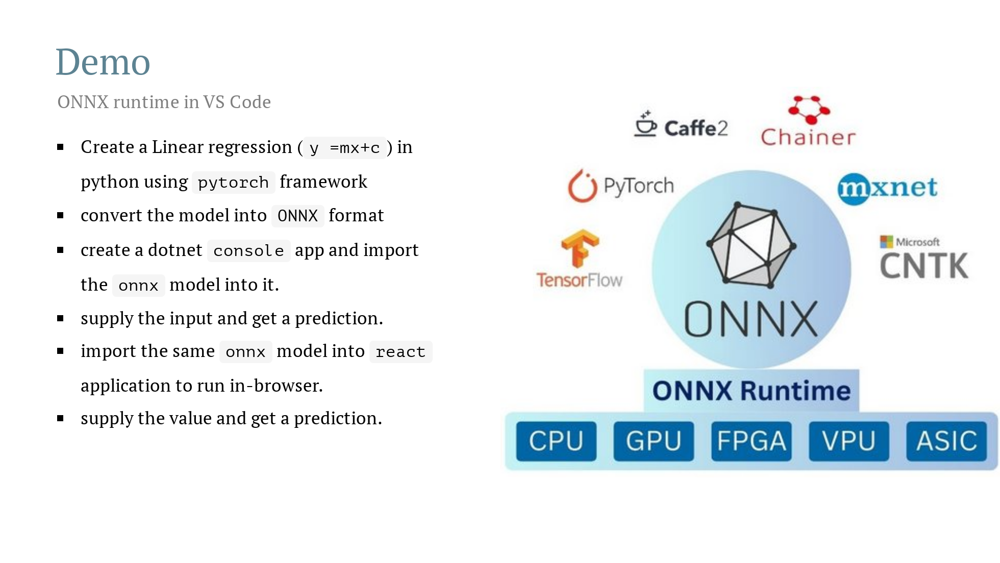 Demo
ONNX runtime in VS Code
▪ Create a Linear regression ( y =mx+c ) in
python using pytorch framework
▪ convert the model into ONNX format
▪ create a dotnet console app and import
the onnx model into it.
▪ supply the input and get a prediction.
▪ import the same onnx model into react
application to run in-browser.
▪ supply the value and get a prediction.
Caffe2
Chainer
PyTorch
mxnet
TensorFlow
Microsoft
CNTK
ONNX
ONNX Runtime
CPU GPU FPGA VPU ASIC